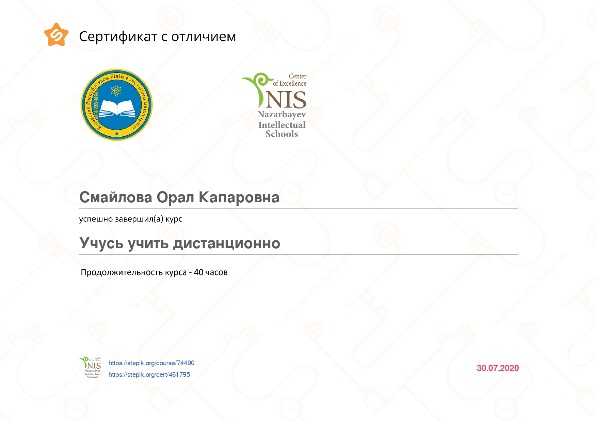 Сертификат с отличием
Center
of Excellence
NIS
Nazarbayev
Intellectual
Schools
Смайлова Орал Капаровна
успешно завершил(а) курс
Учусь учить дистанционно
Продолжительность курса - 40 часов
NIS
https://stepik.org/course/74490
https://stepik.org/cert/461795
30.07.2020